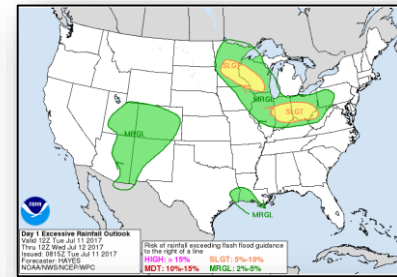 SLGT
MRGL
SLGT
MRGL
MRGL
NOAA
Day 1 Excessive Rainfall Outlook
Valid 12Z Tue Jul 11 2017
Thru 12Z Wed Jul 12 2017
Issued: 0815Z Tue Jul 11 2017
Forecaster: HAYES
NOAA/NWS/NCEP/WPC
Risk of rainfall exceeding flash flood guidance
to the right of a line
HIGH: > 15% SLGT: 5%-10%
MDT: 10%-15% MRGL: 2%-5%